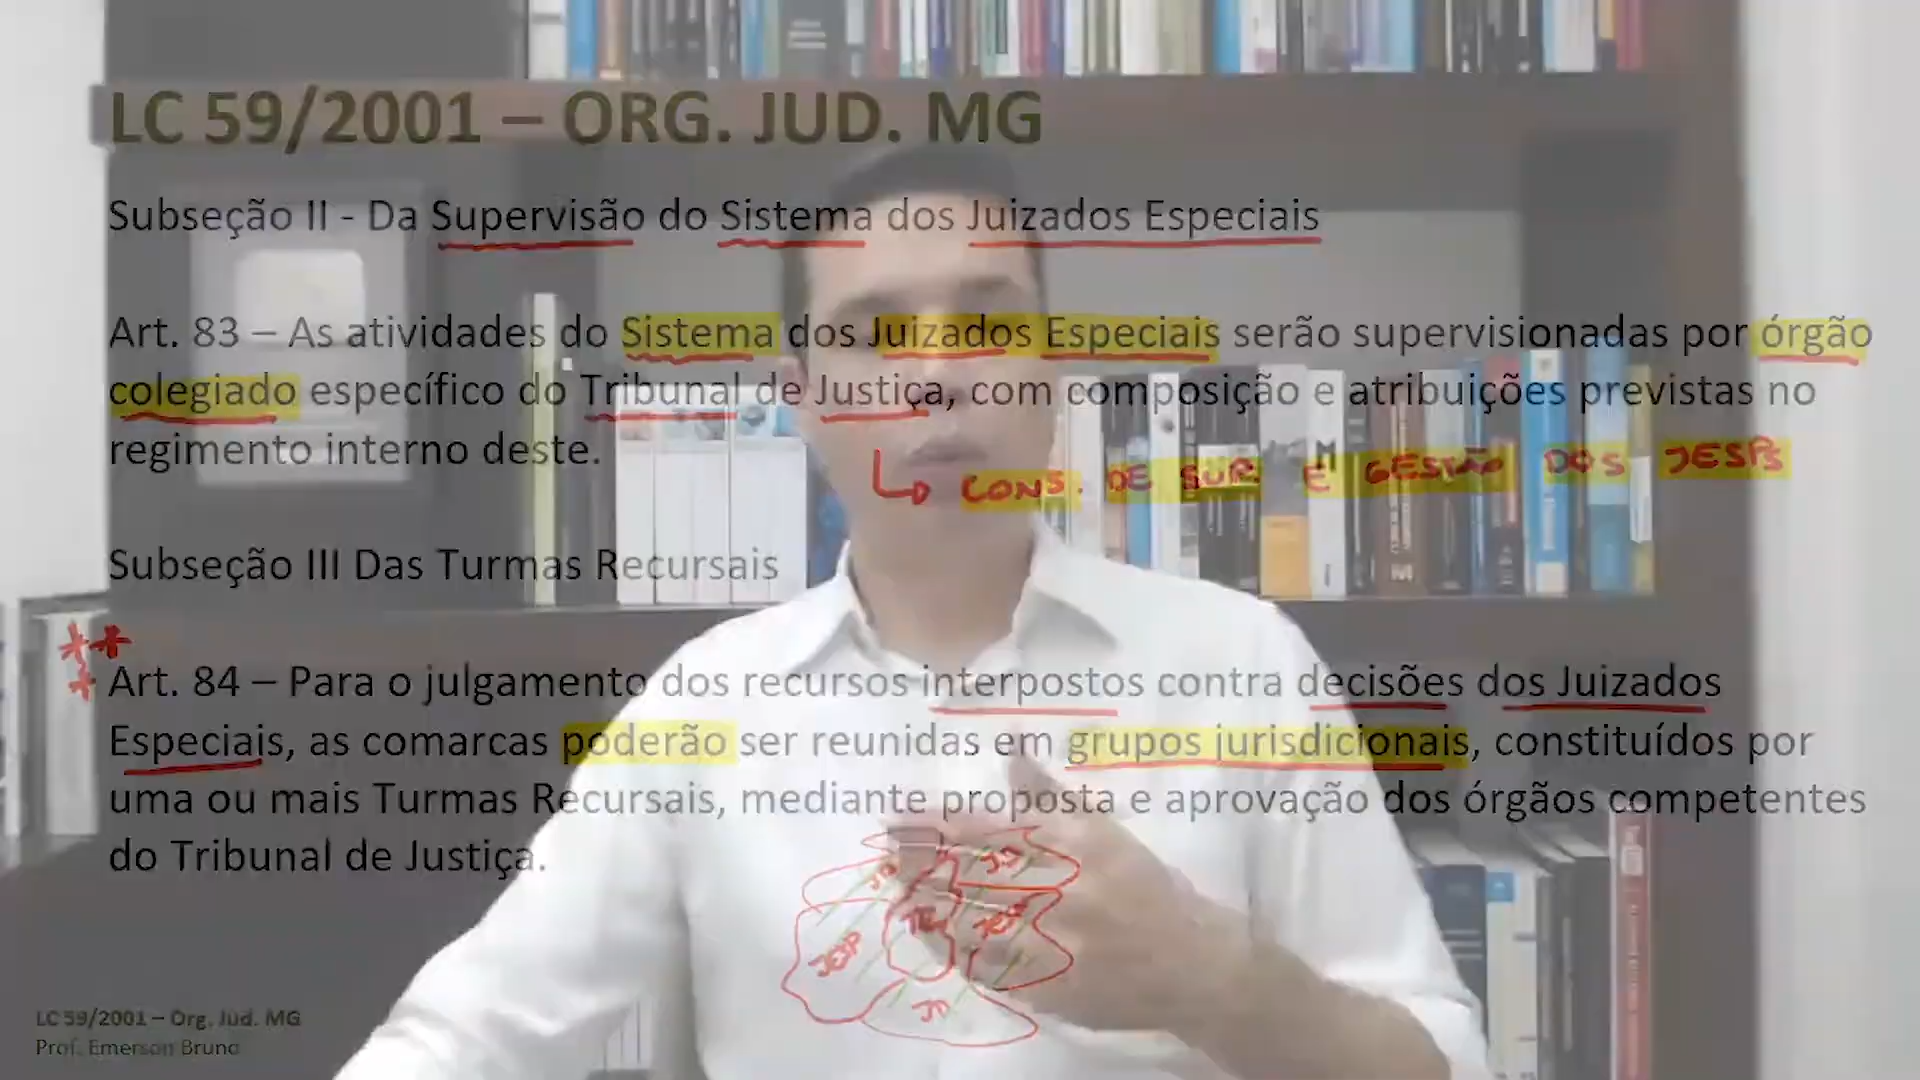 LC 59/2001 – ORG. JUD. MG
Subseção II - Da Supervisão do Sistema dos Juizados Especiais
Art. 83 – As atividades do Sistema dos Juizados Especiais serão supervisionadas por órgão
colegiado específico do Tribunal de Justiça, com composição e atribuições previstas no
regimento interno deste.
CONS. DE SUP. E GESTÃO DOS JESPs
Subseção III Das Turmas Recursais
Art. 84 – Para o julgamento dos recursos interpostos contra decisões dos Juizados
Especiais, as comarcas poderão ser reunidas em grupos jurisdicionais, constituídos por
uma ou mais Turmas Recursais, mediante proposta e aprovação dos órgãos competentes
do Tribunal de Justiça.
JD
JESP
JD
LC 59/2001 – Org. Jud. MG
Prof. Emerson Bruno